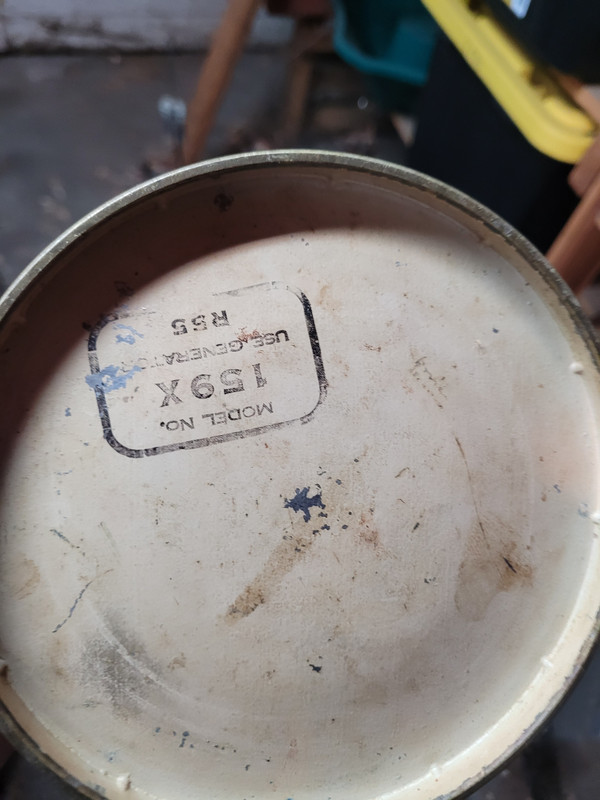 MODEL NO.
159X
USE GENERATOR
R55